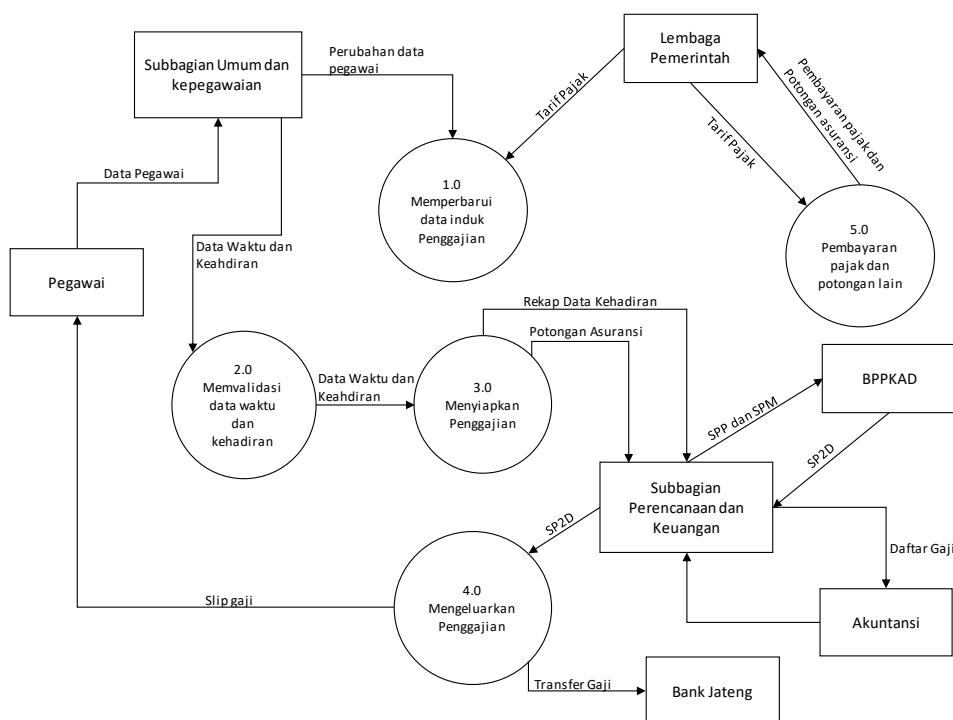 Perubahan data
pegawai
Subbagian Umum dan
kepegawaian
Lembaga
Pemerintah
Tarif Pajak
Tarif Pajak
Pembayaran pajak dan
Potongan asuransi
Data Pegawai
1.0
Memperbarui
data induk
Penggajian
5.0
Pembayaran
pajak dan
potongan lain
Data Waktu dan
Keahdiran
Pegawai
Rekap Data Kehadiran
Potongan Asuransi
2.0
Memvalidasi
data waktu
dan
kehadiran
Data Waktu dan
Keahdiran
3.0
Menyiapkan
Penggajian
BPPKAD
SPP dan SPM
SP2D
Subbagian
Perencanaan dan
Keuangan
SP2D
Daftar Gaji
4.0
Mengeluarkan
Penggajian
Slip gaji
Akuntansi
Transfer Gaji
Bank Jateng